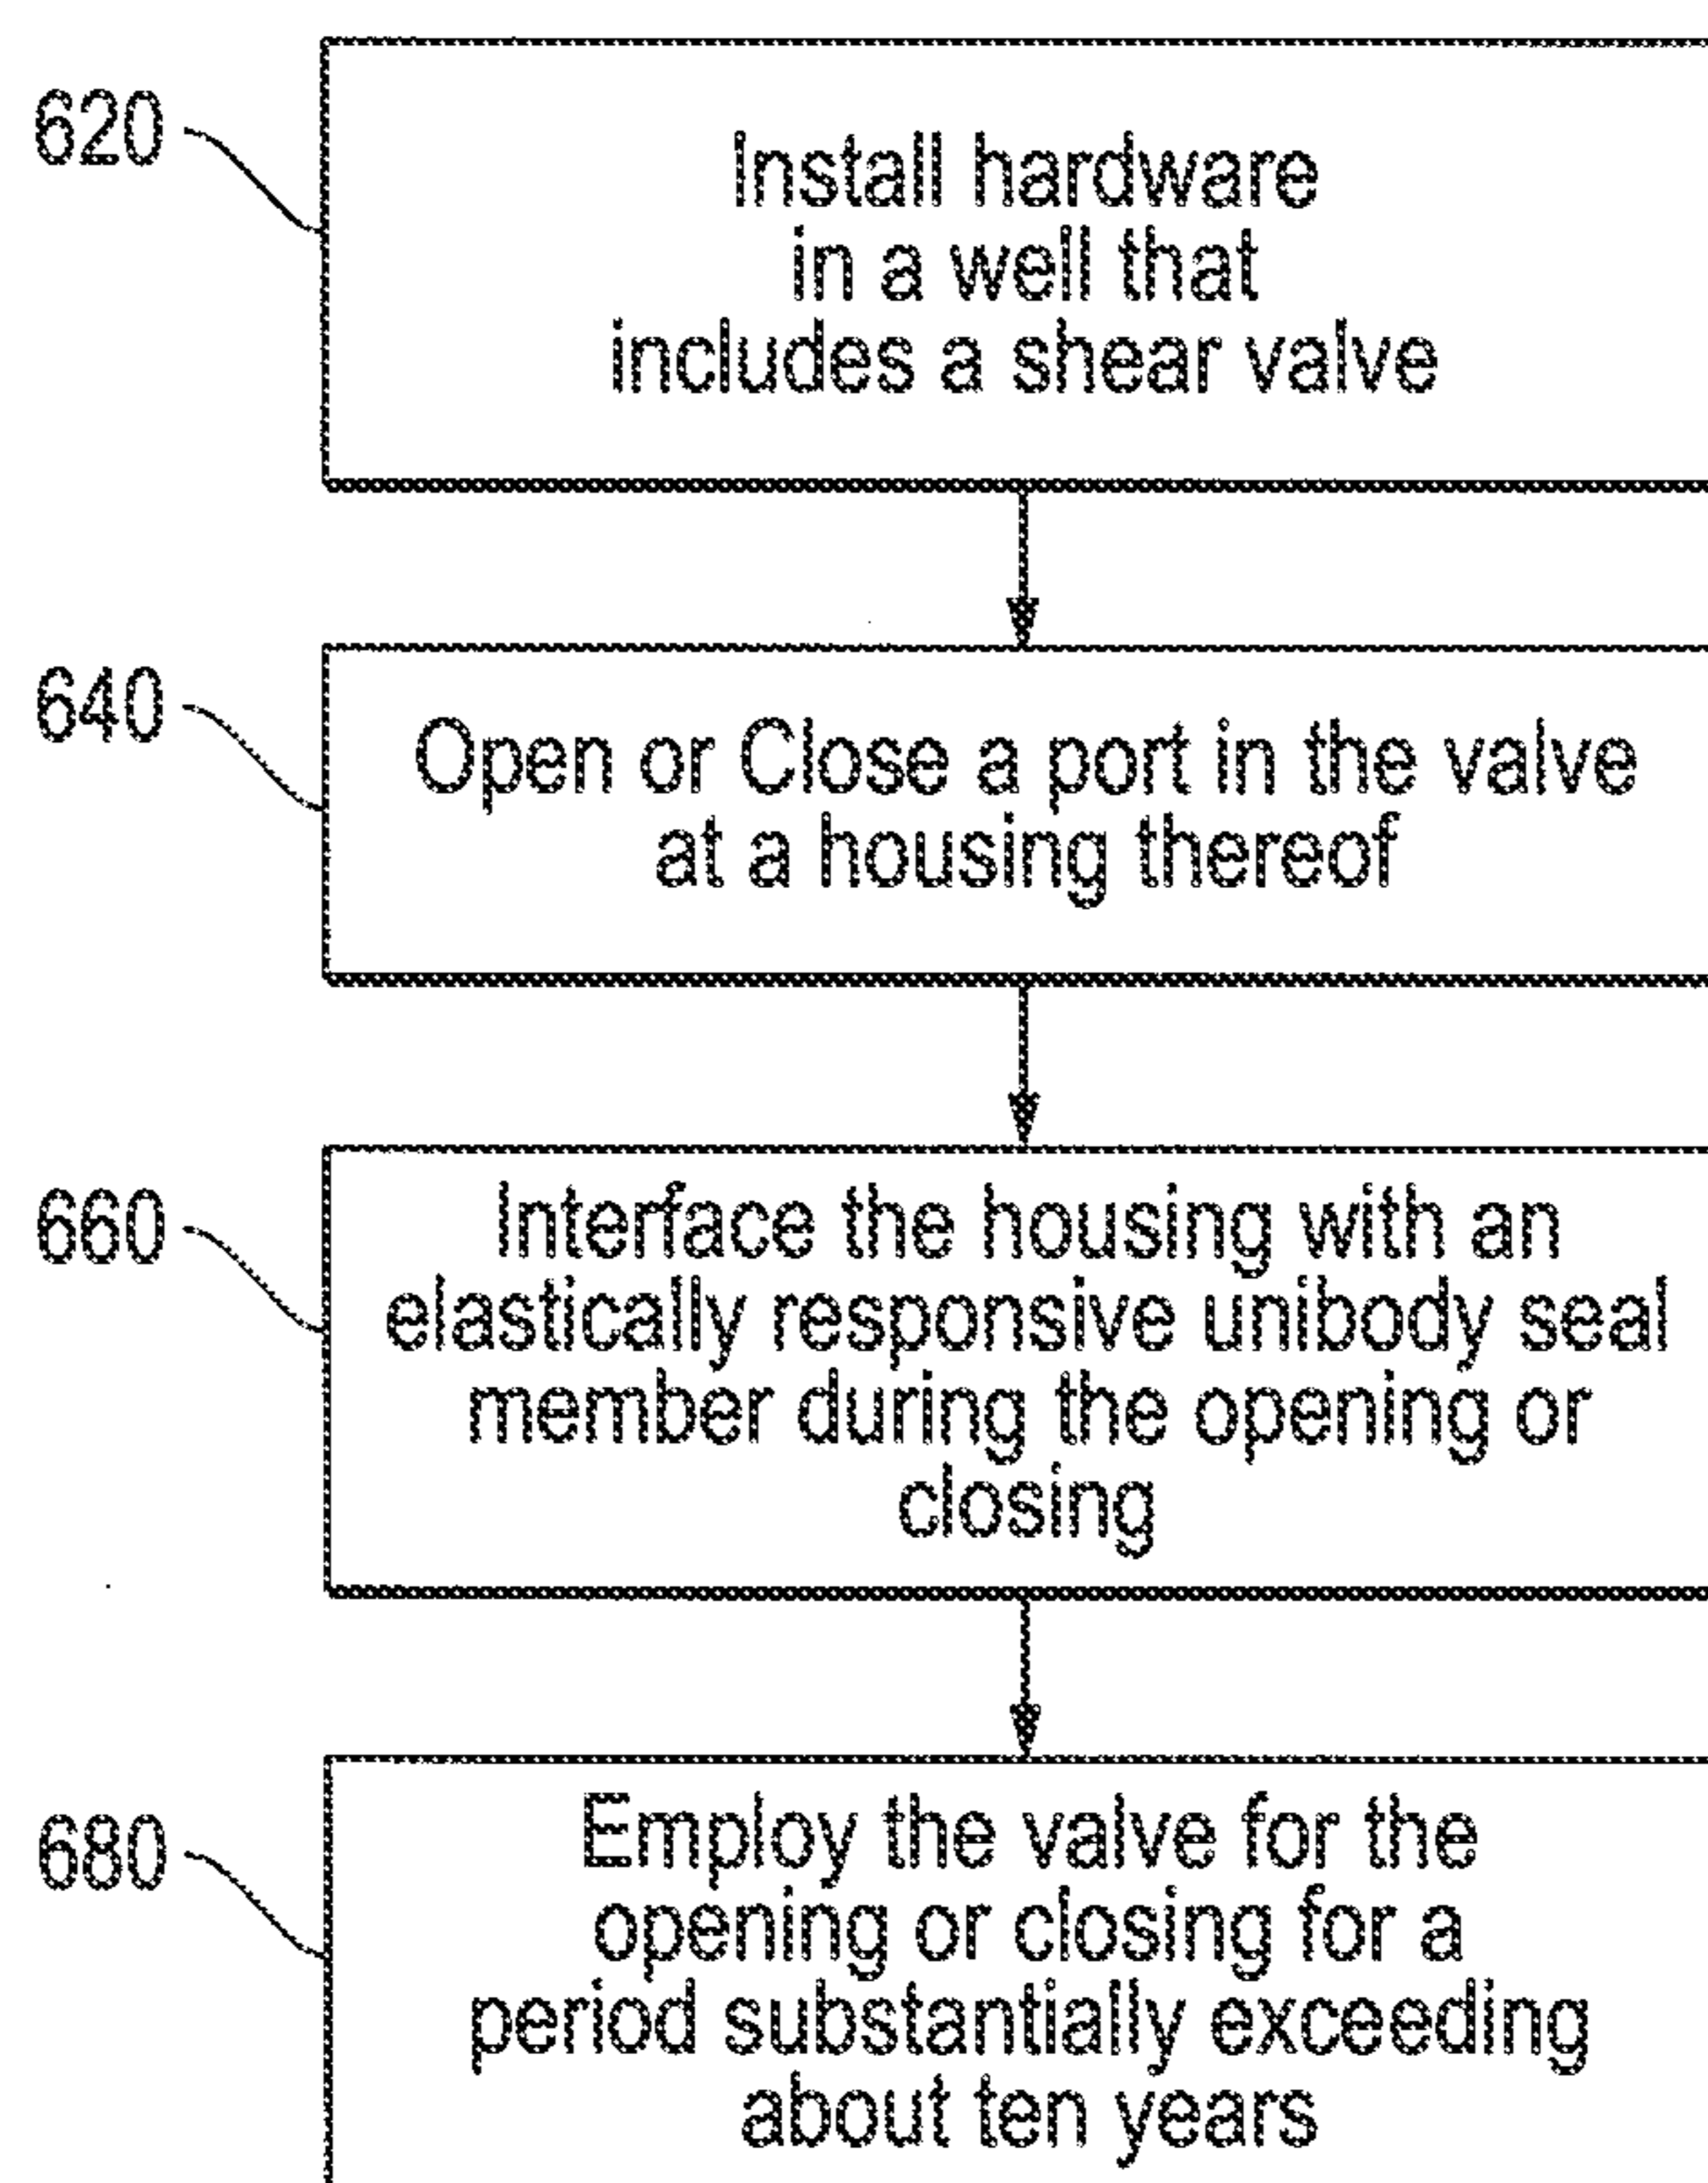 620
Install hardware
in a well that
includes a shear valve
640
Open or Close a port in the valve
at a housing thereof
660
Interface the housing with an
elastically responsive unibody seal
member during the opening or
closing
680
Employ the valve for the
opening or closing for a
period substantially exceeding
about ten years